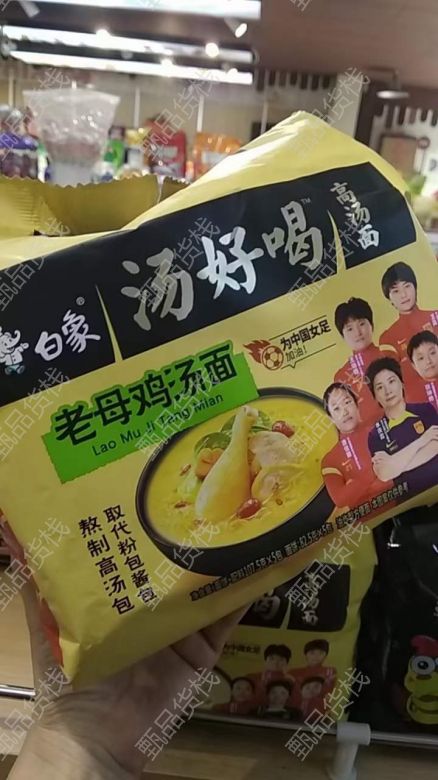 白象®
汤好喝™
高汤面
为中国女足
加油!
老母鸡汤面
Lao Mu Ji Tang Mian
取代粉包酱包
熬制高汤包
甄品货栈